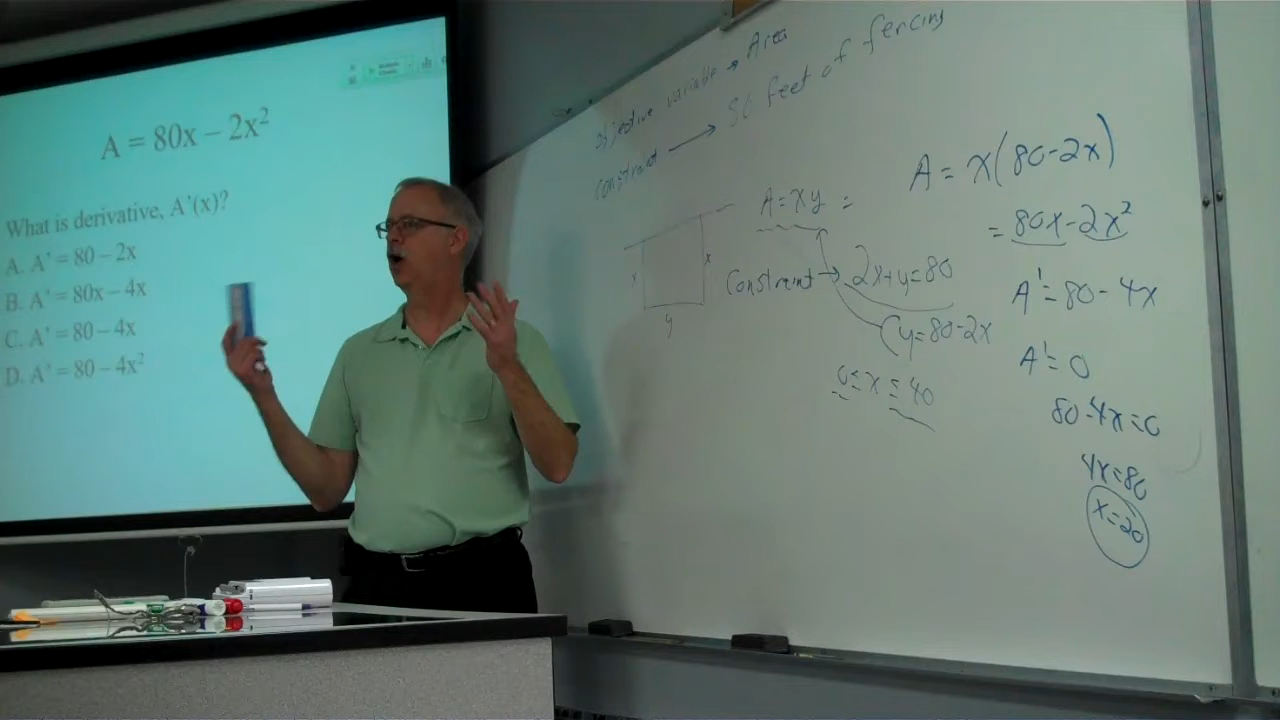 A = 80x – 2x²
What is derivative, A'(x)?
A. A' = 80 – 2x
B. A' = 80x – 4x
C. A' = 80 – 4x
D. A' = 80 – 4x²
objective variable → Area
constraint → 80 feet of fencing
A = xy =
x
x
y
Constraint → 2x+y=80
y=80-2x
0 ≤ x ≤ 40
A = x(80-2x)
= 80x-2x²
A' = 80 - 4x
A' = 0
80-4x=0
4x=80
x=20